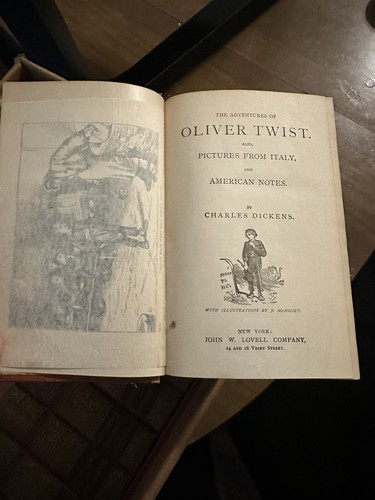 THE ADVENTURES OF
OLIVER TWIST.
ALSO,
PICTURES FROM ITALY,
AND
AMERICAN NOTES.
BY
CHARLES DICKENS.
WITH ILLUSTRATIONS BY J. MAHONEY.
NEW YORK:
JOHN W. LOVELL COMPANY,
14 AND 16 VESEY STREET.